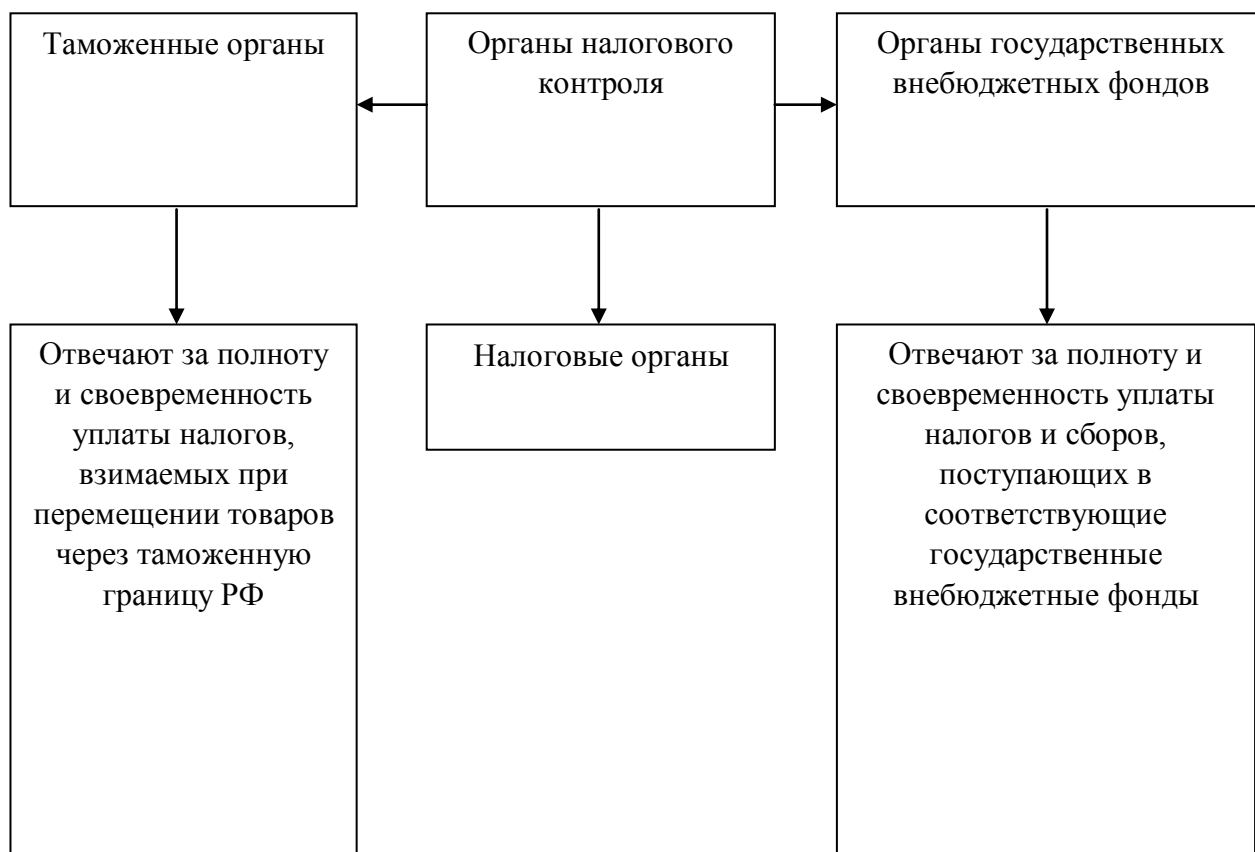 Таможенные органы
Органы налогового
контроля
Органы государственных
внебюджетных фондов
Отвечают за полноту
и своевременность
уплаты налогов,
взимаемых при
перемещении товаров
через таможенную
границу РФ
Налоговые органы
Отвечают за полноту и
своевременность уплаты
налогов и сборов,
поступающих в
соответствующие
государственные
внебюджетные фонды